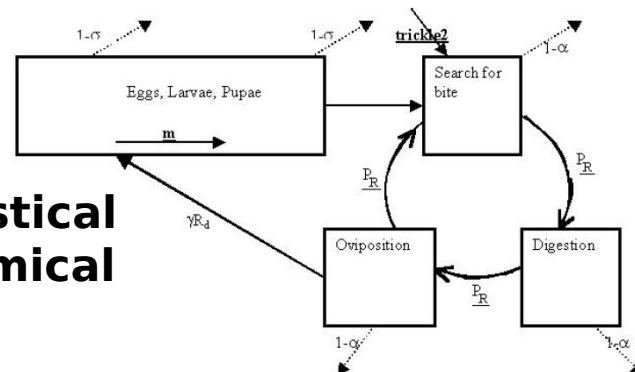 1-σ
1-σ
trickle2
1-α
Search for
bite
Eggs, Larvae, Pupae
m
P_R
P_R
stical
mical
γR_d
Oviposition
Digestion
P_R
1-α
1-α